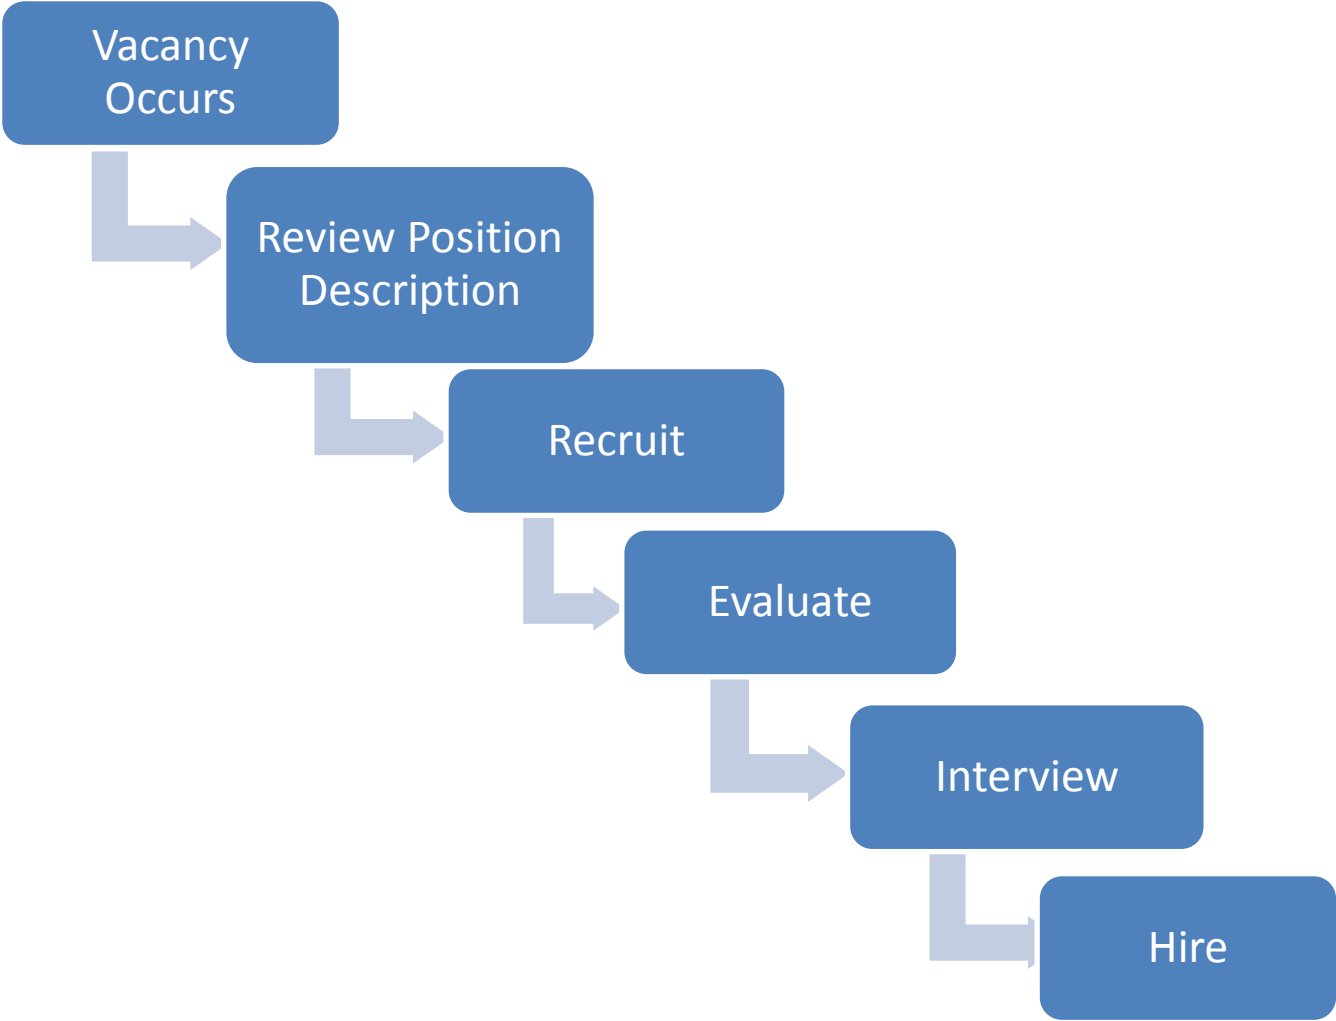 Vacancy
Occurs
Review Position
Description
Recruit
Evaluate
Interview
Hire